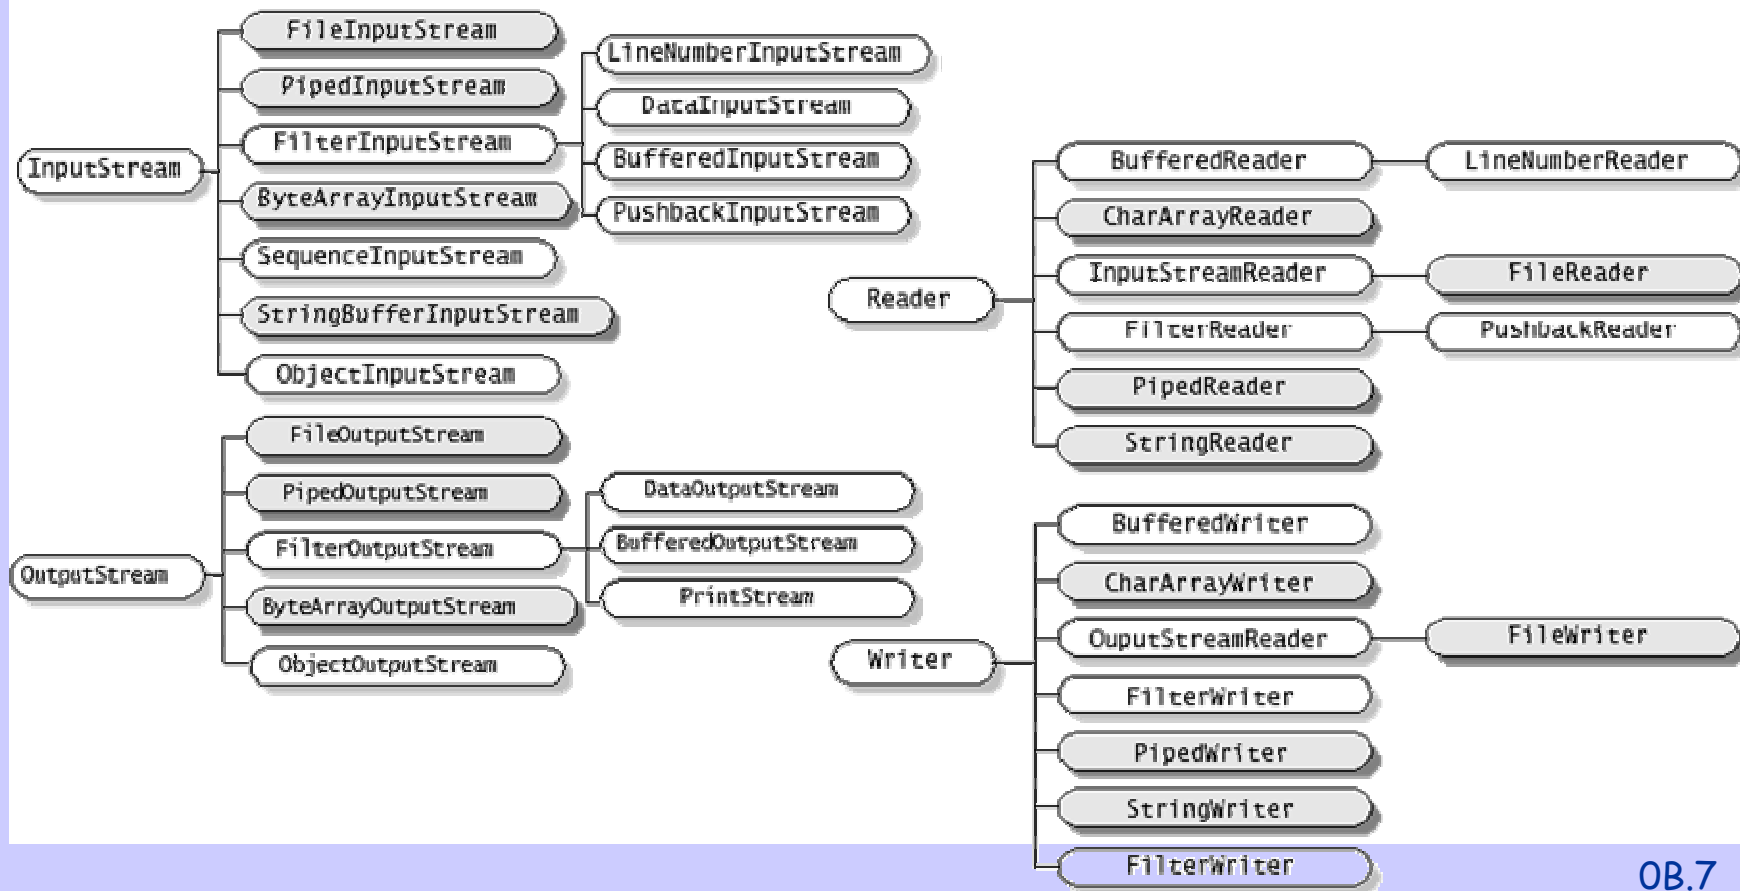 InputStream
FileInputStream
PipedInputStream
FilterInputStream
ByteArrayInputStream
SequenceInputStream
StringBufferInputStream
ObjectInputStream
LineNumberInputStream
DataInputStream
BufferedInputStream
PushbackInputStream
OutputStream
FileOutputStream
PipedOutputStream
FilterOutputStream
ByteArrayOutputStream
ObjectOutputStream
DataOutputStream
BufferedOutputStream
PrintStream
Reader
BufferedReader
CharArrayReader
InputStreamReader
FilterReader
PipedReader
StringReader
LineNumberReader
FileReader
PushbackReader
Writer
BufferedWriter
CharArrayWriter
OuputStreamReader
FilterWriter
PipedWriter
StringWriter
FilterWriter
FileWriter
OB.7